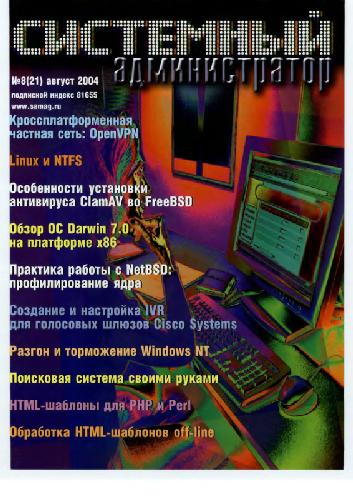 СИСТЕМНЫЙ
администратор
№8(21) август 2004
подписной индекс 81655
www.samag.ru
Кроссплатформенная
частная сеть: OpenVPN
Linux и NTFS
Особенности установки
антивируса ClamAV во FreeBSD
Обзор ОС Darwin 7.0
на платформе x86
Практика работы с NetBSD:
профилирование ядра
Создание и настройка IVR
для голосовых шлюзов Cisco Systems
Разгон и торможение Windows NT
Поисковая система своими руками
HTML-шаблоны для PHP и Perl
Обработка HTML-шаблонов off-line